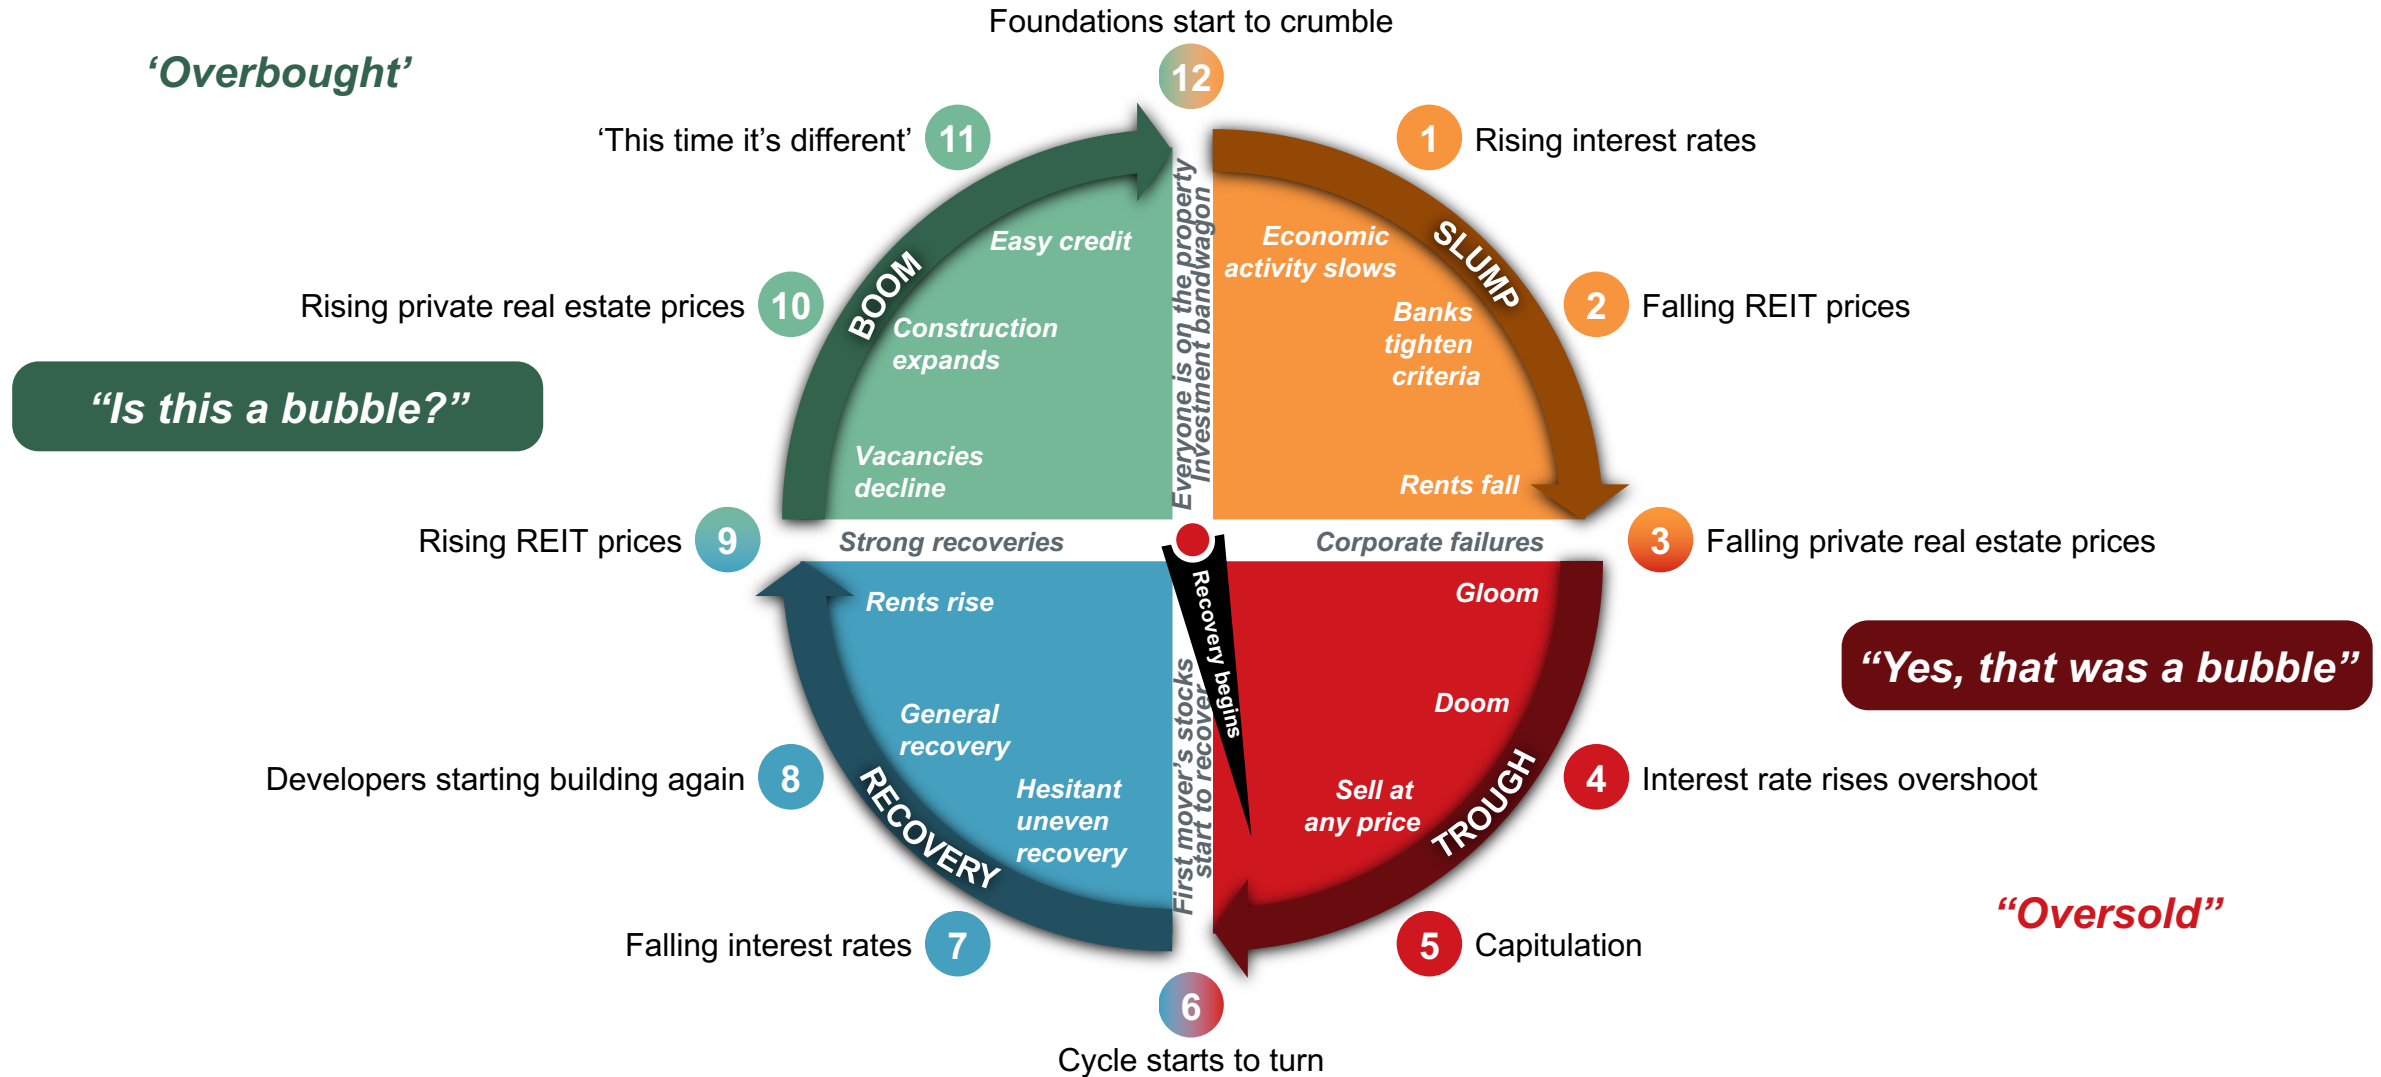 Foundations start to crumble
12
‘Overbought’
‘This time it’s different’
11
1
Rising interest rates
Rising private real estate prices
10
2
Falling REIT prices
“Is this a bubble?”
Rising REIT prices
9
3
Falling private real estate prices
“Yes, that was a bubble”
Developers starting building again
8
4
Interest rate rises overshoot
“Oversold”
Falling interest rates
7
5
Capitulation
6
Cycle starts to turn
BOOM
Easy credit
Construction
expands
Vacancies
decline
Everyone is on the property
Investment bandwagon
SLUMP
Economic
activity slows
Banks
tighten
criteria
Rents fall
Strong recoveries
Corporate failures
Rents rise
General
recovery
Hesitant
uneven
recovery
RECOVERY
First mover’s stocks
start to recover
Recovery begins
Gloom
Doom
Sell at
any price
TROUGH